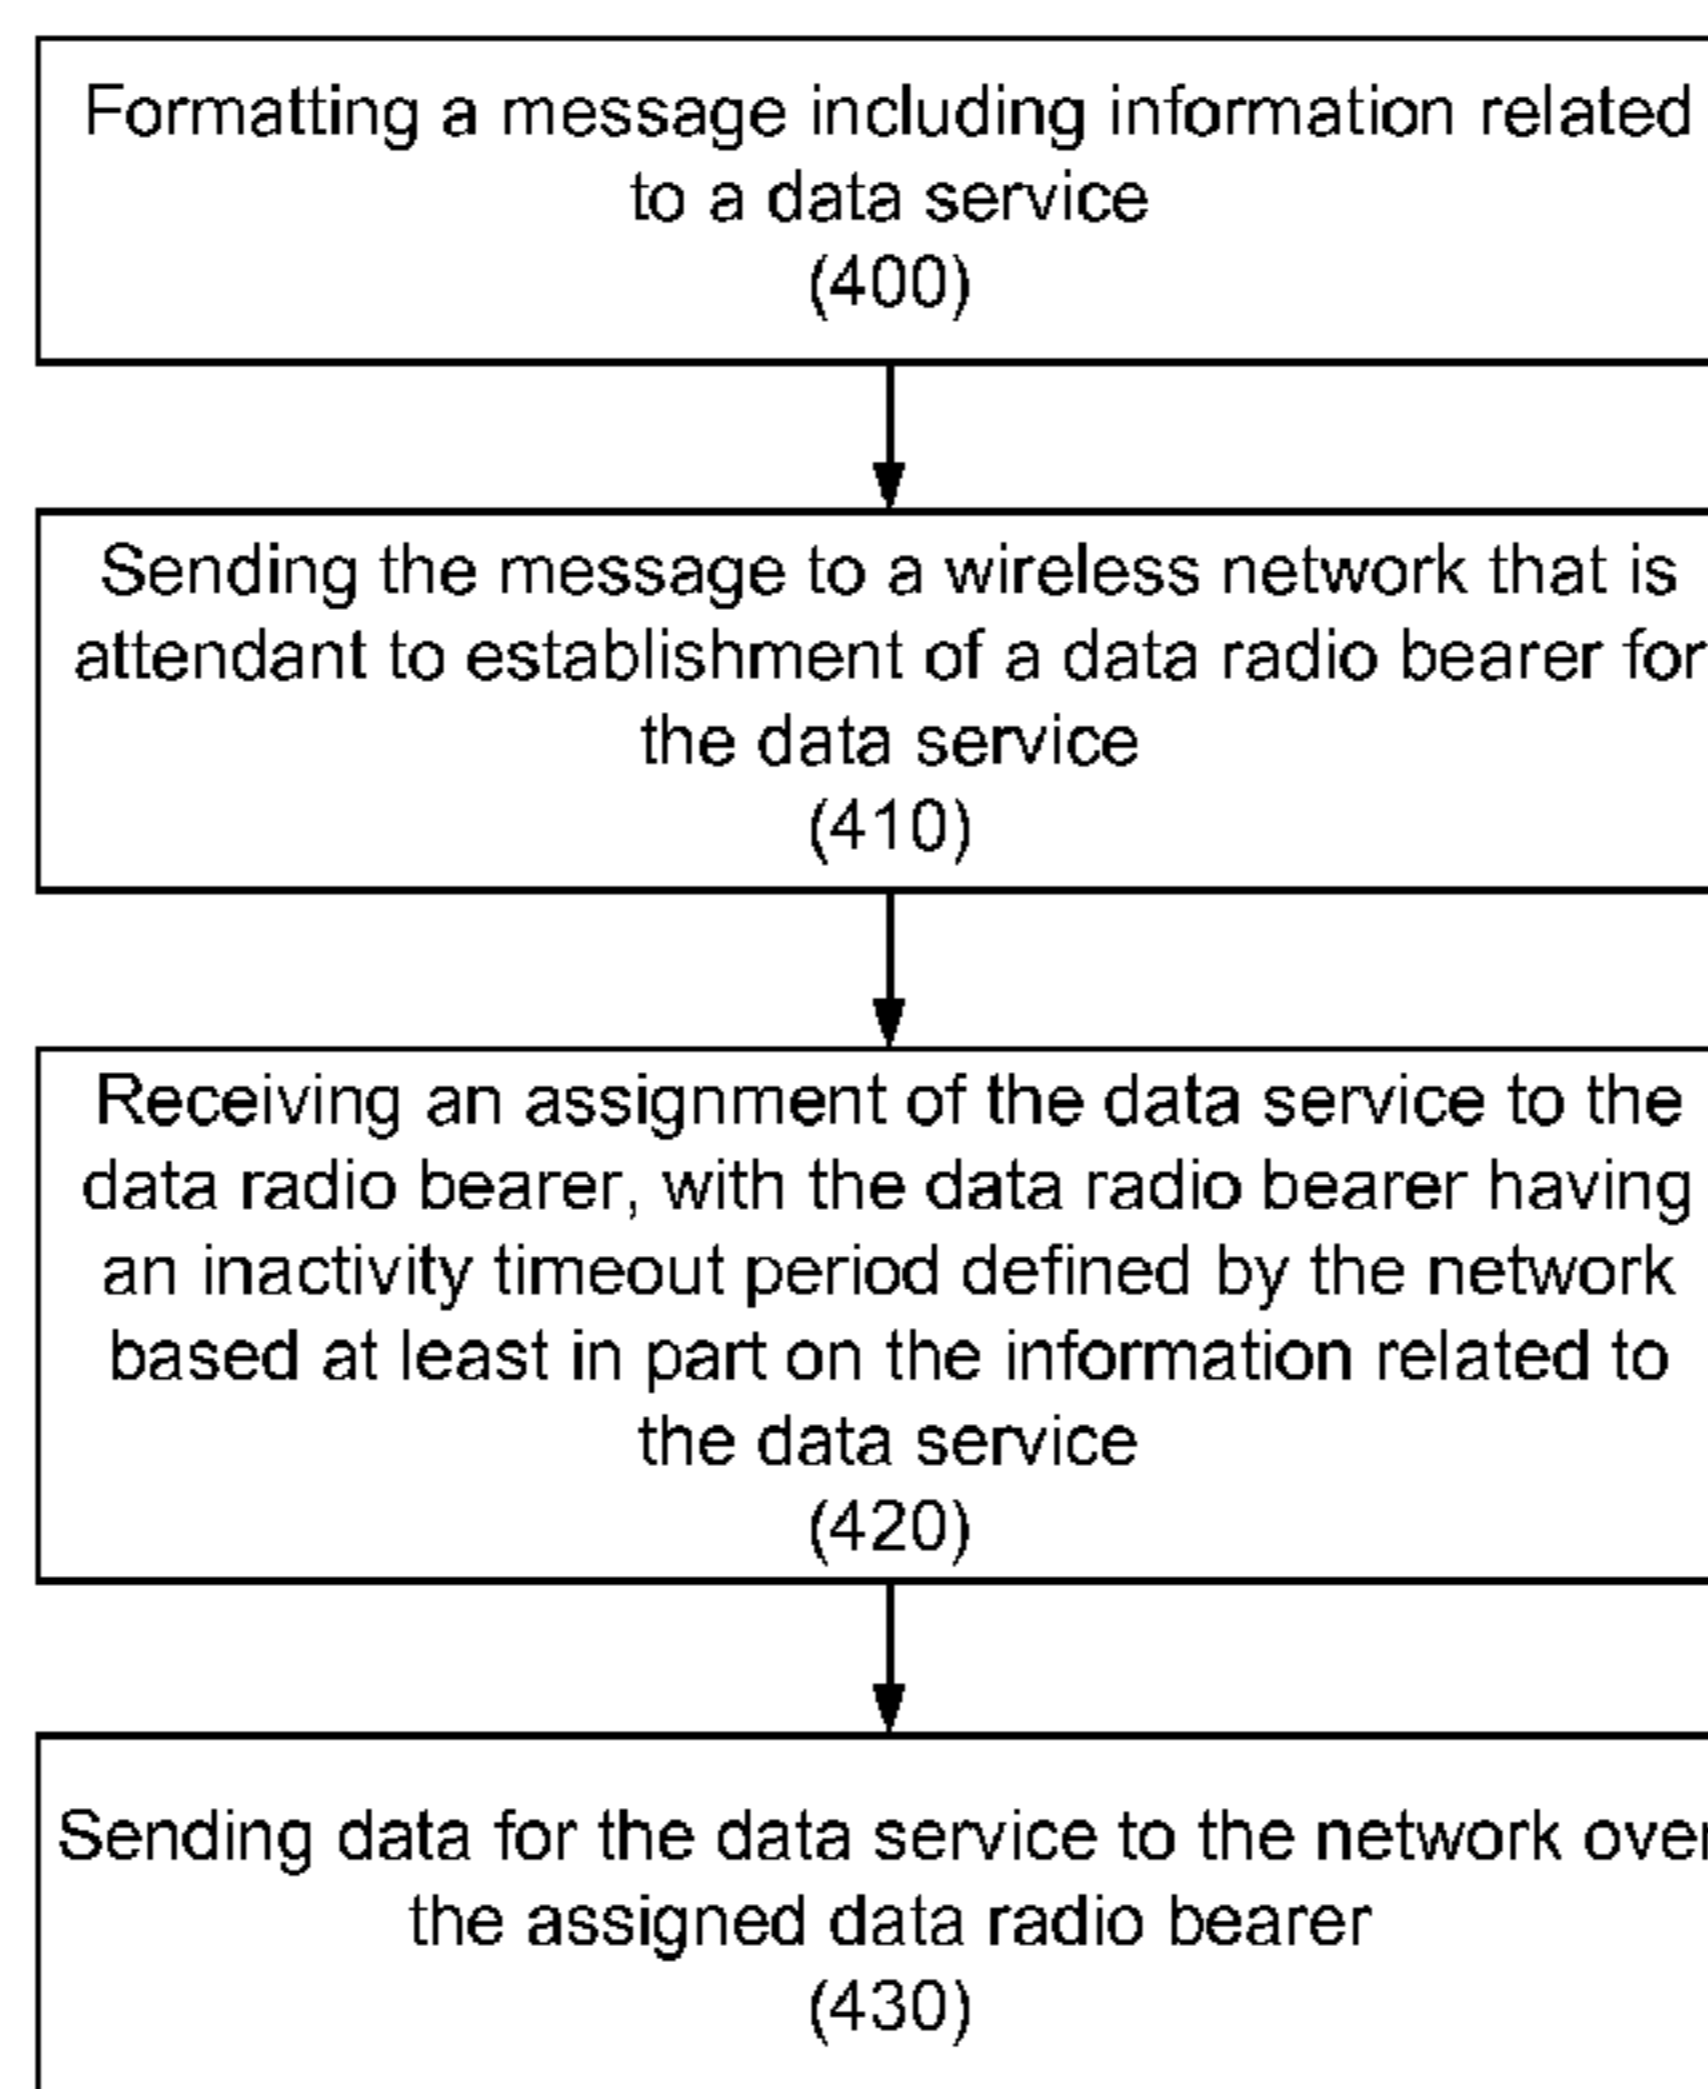 Formatting a message including information related
to a data service
(400)
Sending the message to a wireless network that is
attendant to establishment of a data radio bearer for
the data service
(410)
Receiving an assignment of the data service to the
data radio bearer, with the data radio bearer having
an inactivity timeout period defined by the network
based at least in part on the information related to
the data service
(420)
Sending data for the data service to the network over
the assigned data radio bearer
(430)